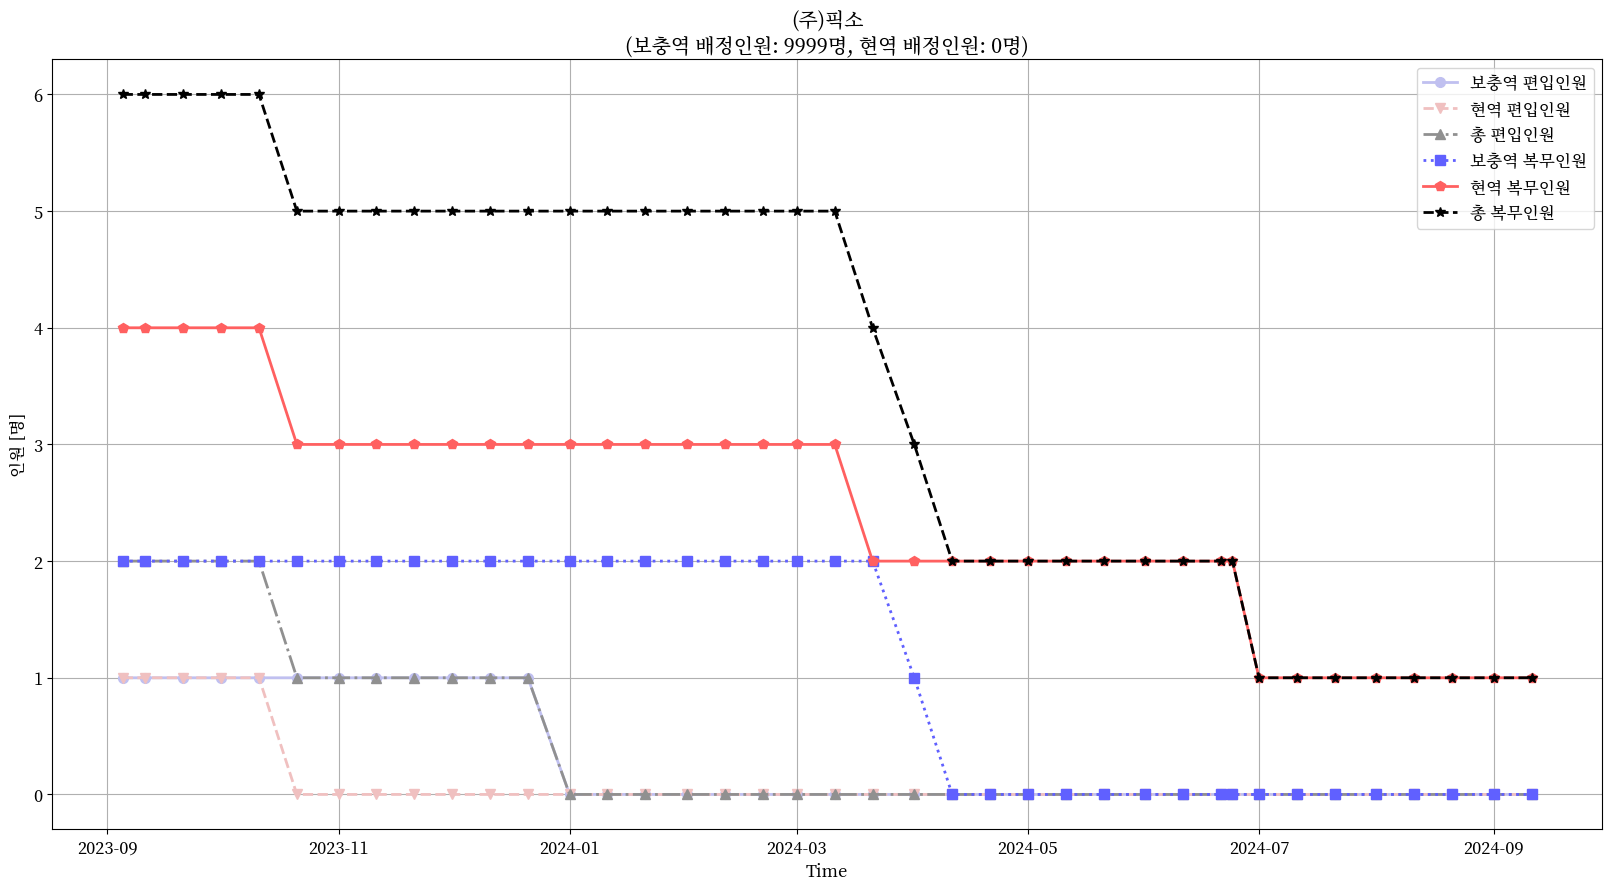 (주)픽소
(보충역 배정인원: 9999명, 현역 배정인원: 0명)
보충역 편입인원
현역 편입인원
총 편입인원
보충역 복무인원
현역 복무인원
총 복무인원
인원 [명]
6
5
4
3
2
1
0
2023-09
2023-11
2024-01
2024-03
2024-05
2024-07
2024-09
Time